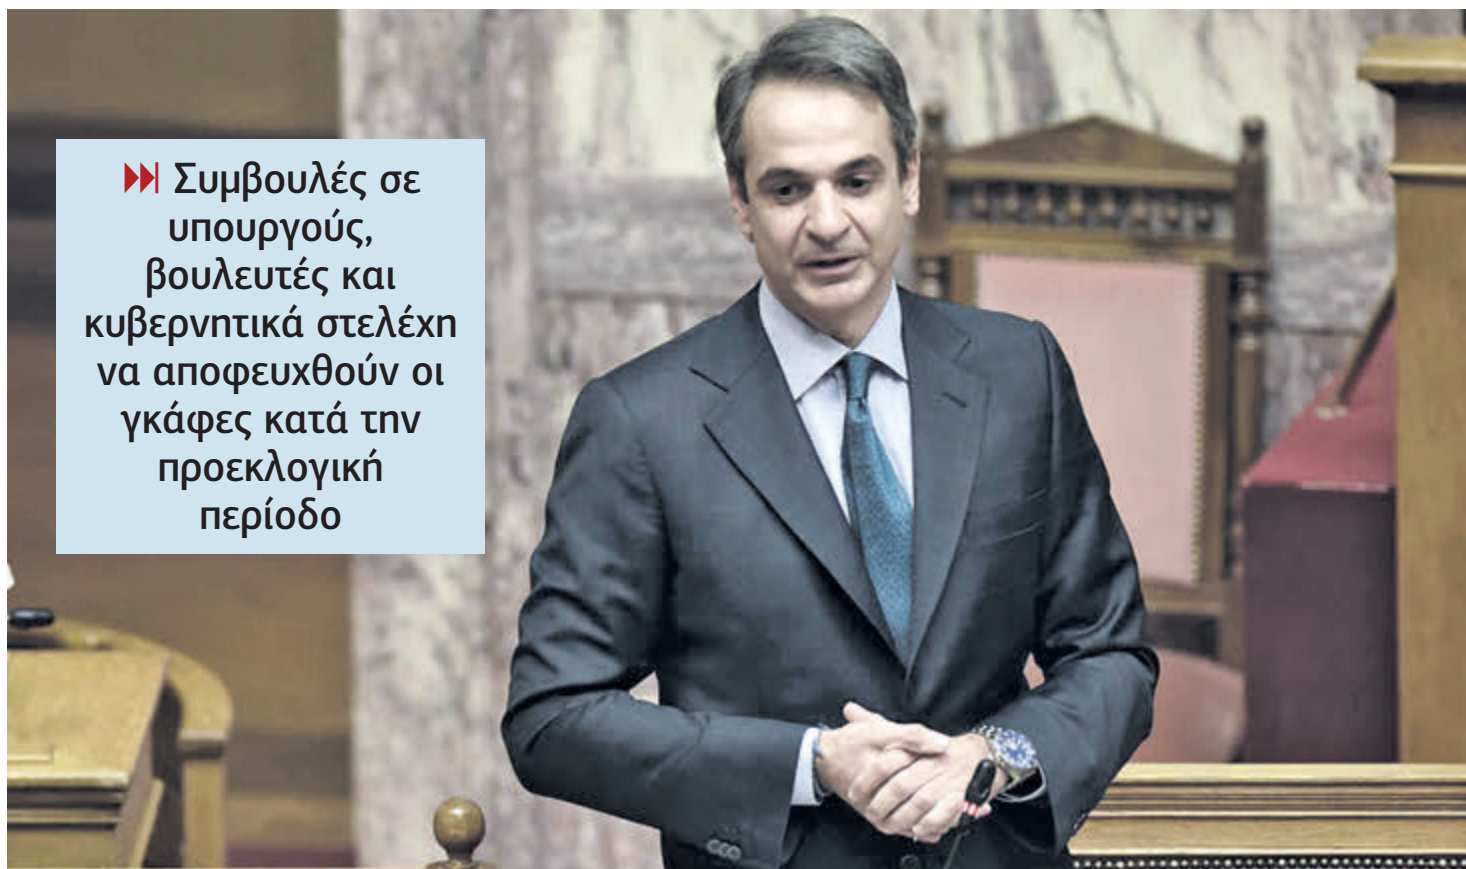 Συμβουλές σε
υπουργούς,
βουλευτές και
κυβερνητικά στελέχη
να αποφευχθούν οι
γκάφες κατά την
προεκλογική
περίοδο